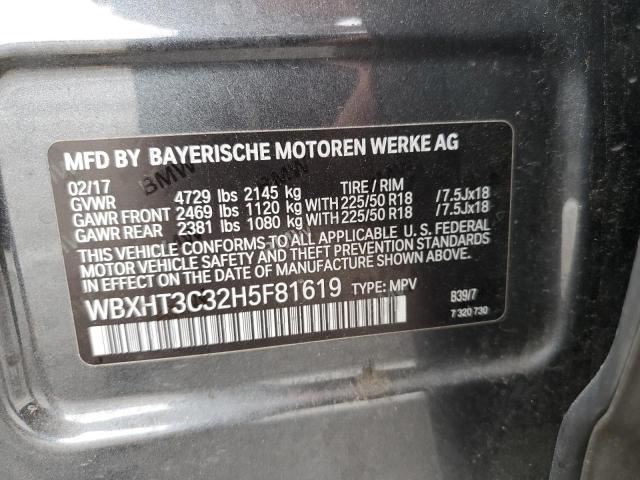 MFD BY BAYERISCHE MOTOREN WERKE AG
02/17 TIRE / RIM
GVWR 4729 lbs 2145 kg
GAWR FRONT 2469 lbs 1120 kg WITH 225/50 R18 /7.5Jx18
GAWR REAR 2381 lbs 1080 kg WITH 225/50 R18 /7.5Jx18
THIS VEHICLE CONFORMS TO ALL APPLICABLE U. S. FEDERAL
MOTOR VEHICLE SAFETY, BUMPER, AND THEFT PREVENTION
STANDARDS IN EFFECT ON THE DATE OF MANUFACTURE SHOWN ABOVE.
WBXHT3C32H5F81619 TYPE: MPV B39/7
7 320 730